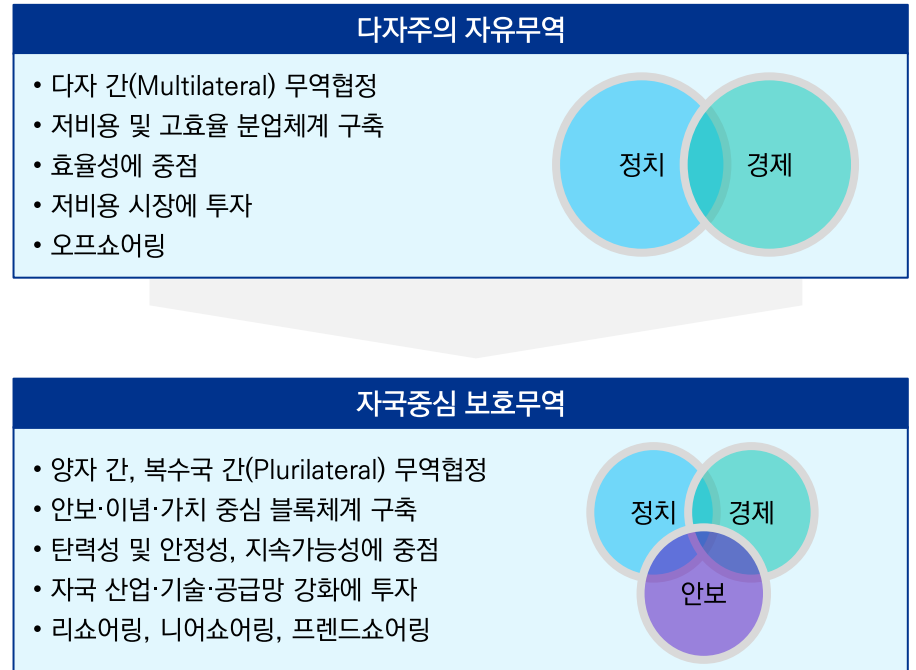 다자주의 자유무역
• 다자 간(Multilateral) 무역협정
• 저비용 및 고효율 분업체계 구축
• 효율성에 중점
• 저비용 시장에 투자
• 오프쇼어링
정치 경제
자국중심 보호무역
• 양자 간, 복수국 간(Plurilateral) 무역협정
• 안보·이념·가치 중심 블록체계 구축
• 탄력성 및 안정성, 지속가능성에 중점
• 자국 산업·기술·공급망 강화에 투자
• 리쇼어링, 니어쇼어링, 프렌드쇼어링
정치 경제
안보